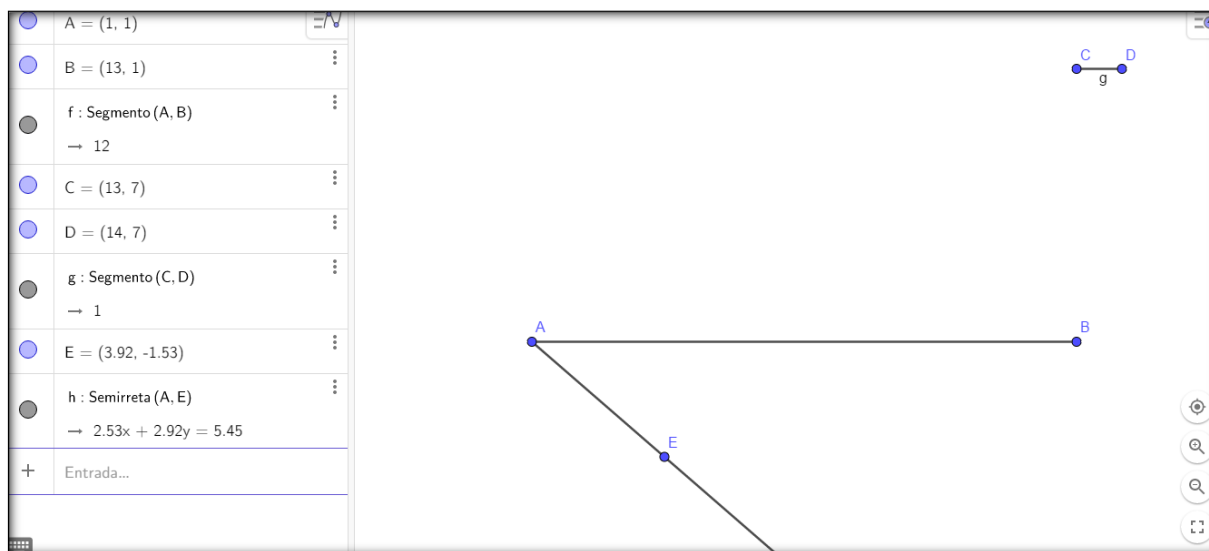 A = (1, 1)
B = (13, 1)
f : Segmento (A, B)
→ 12
C = (13, 7)
D = (14, 7)
g : Segmento (C, D)
→ 1
E = (3.92, -1.53)
h : Semirreta (A, E)
→ 2.53x + 2.92y = 5.45
+ Entrada...
C D
g
A B
E